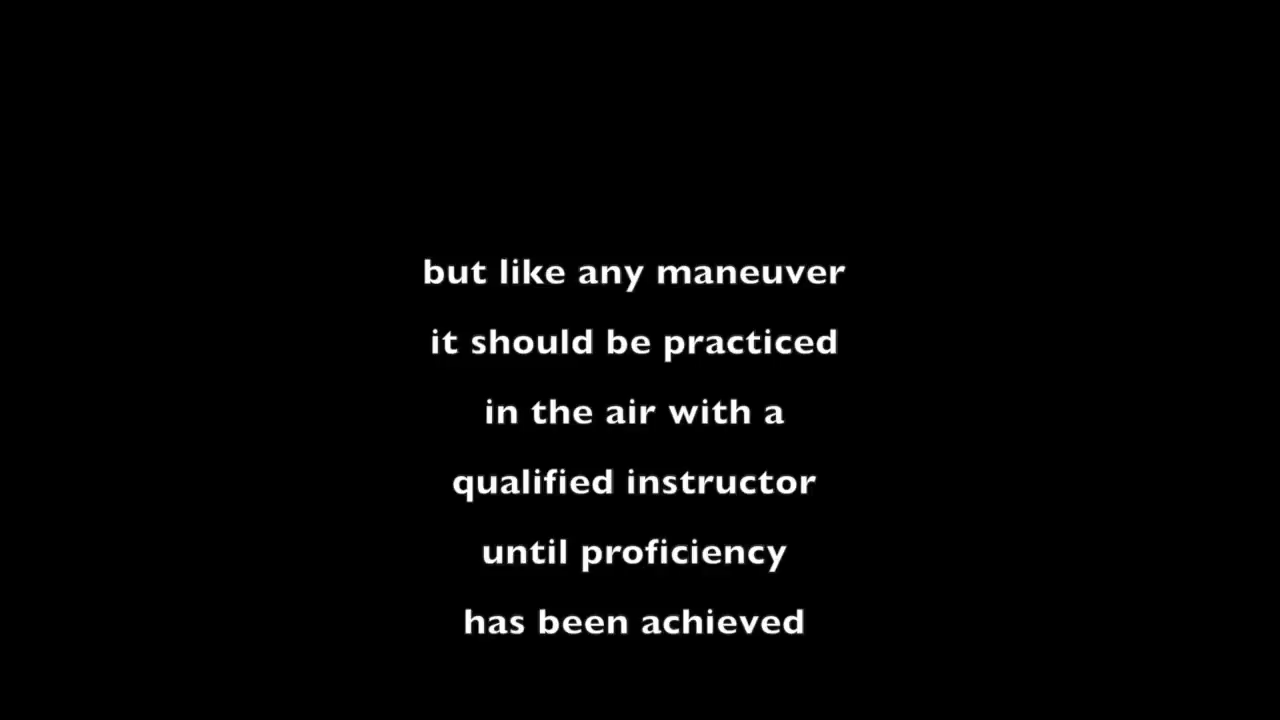 but like any maneuver
it should be practiced
in the air with a
qualified instructor
until proficiency
has been achieved